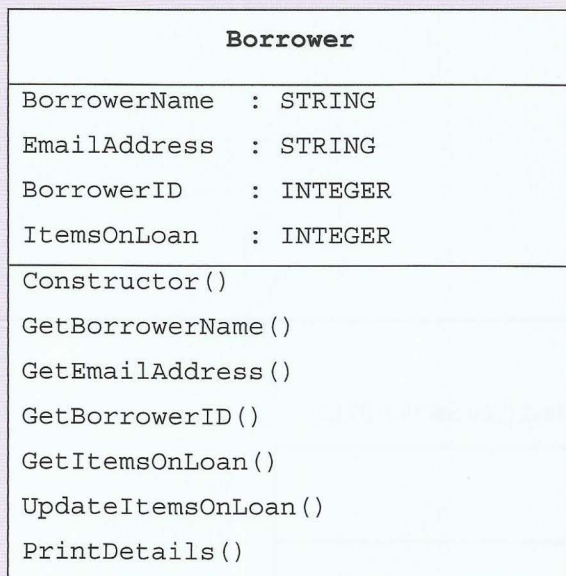 Borrower
BorrowerName : STRING
EmailAddress : STRING
BorrowerID : INTEGER
ItemsOnLoan : INTEGER
Constructor()
GetBorrowerName()
GetEmailAddress()
GetBorrowerID()
GetItemsOnLoan()
UpdateItemsOnLoan()
PrintDetails()